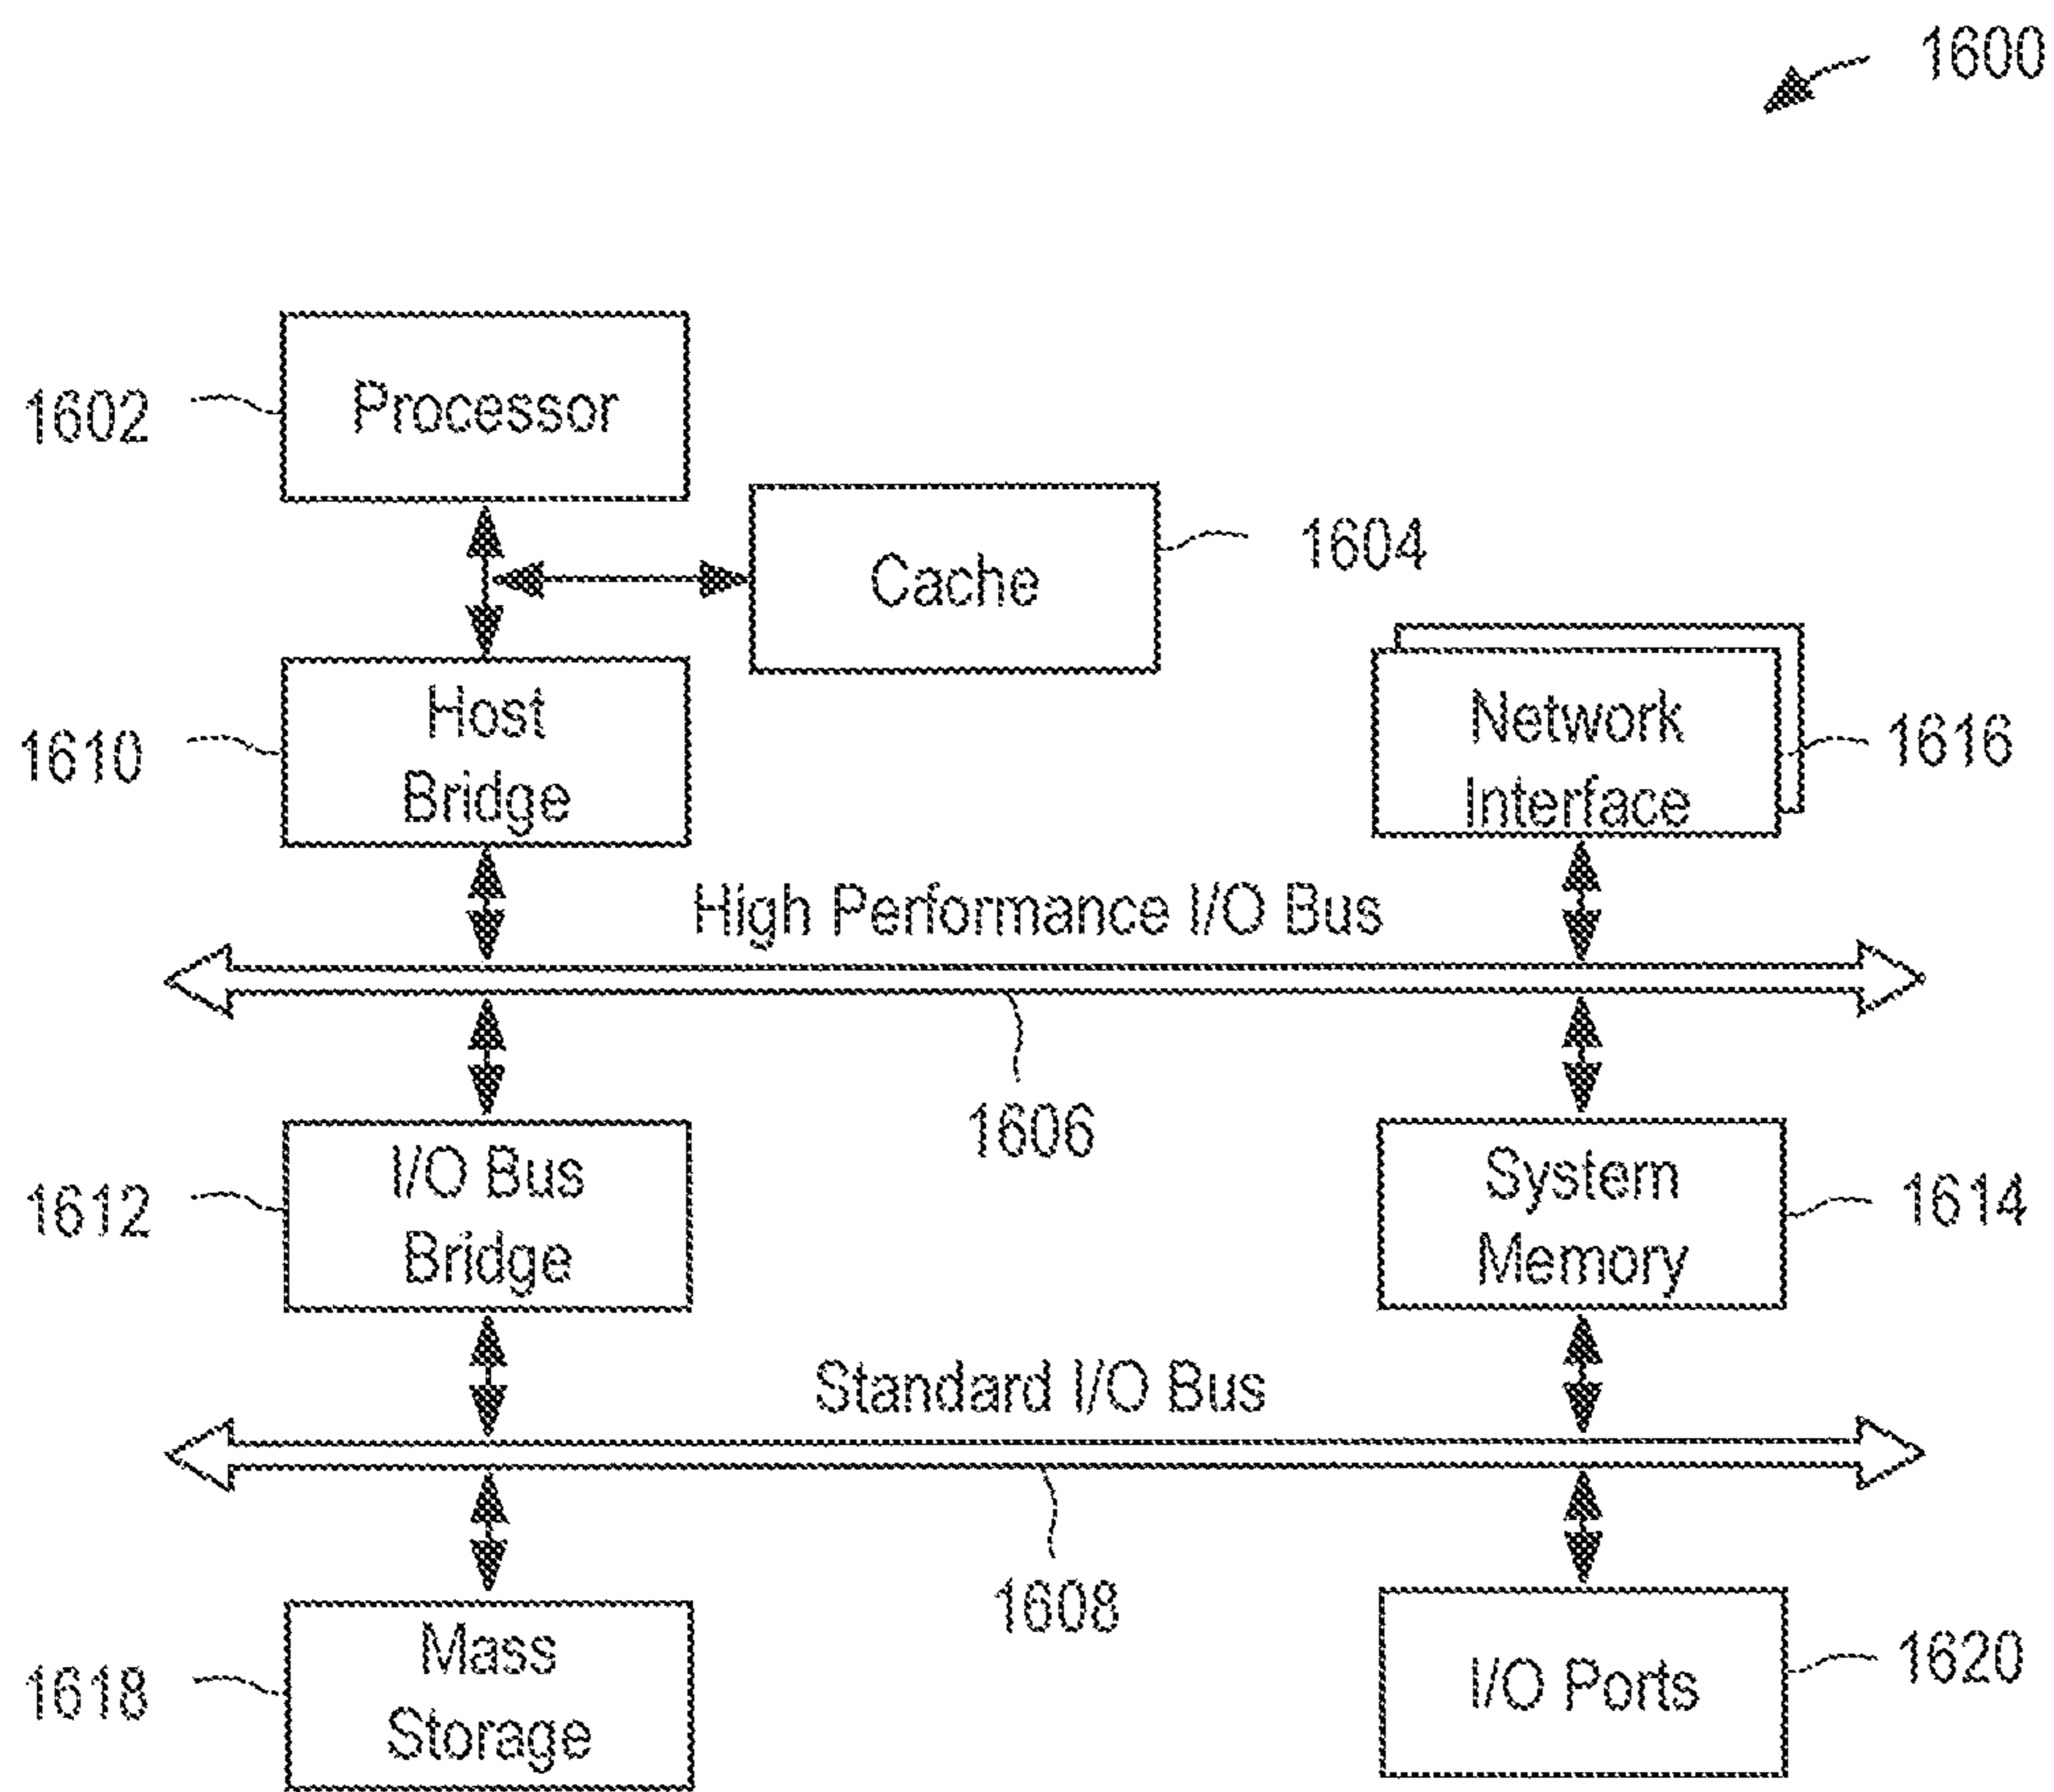 1600
Processor
1602
Cache
1604
Host
Bridge
1610
Network
Interface
1616
High Performance I/O Bus
1606
I/O Bus
Bridge
1612
System
Memory
1614
Standard I/O Bus
1608
Mass
Storage
1618
I/O Ports
1620